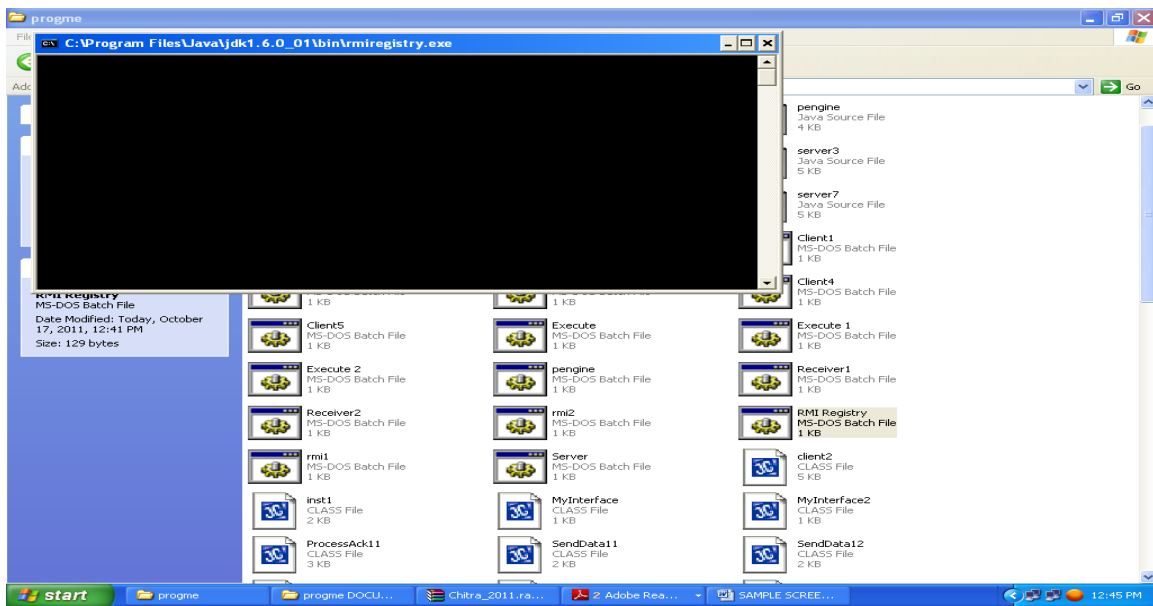 progme
File
C:\Program Files\Java\jdk1.6.0_01\bin\rmiregistry.exe
Go
pengine
Java Source File
4 KB
server3
Java Source File
5 KB
server7
Java Source File
5 KB
Client1
MS-DOS Batch File
1 KB
Client4
MS-DOS Batch File
1 KB
RMI Registry
MS-DOS Batch File
Date Modified: Today, October
17, 2011, 12:41 PM
Size: 129 bytes
MS-DOS Batch File
1 KB
MS-DOS Batch File
1 KB
Client5
MS-DOS Batch File
1 KB
Execute
MS-DOS Batch File
1 KB
Execute 1
MS-DOS Batch File
1 KB
Execute 2
MS-DOS Batch File
1 KB
pengine
MS-DOS Batch File
1 KB
Receiver1
MS-DOS Batch File
1 KB
Receiver2
MS-DOS Batch File
1 KB
rmi2
MS-DOS Batch File
1 KB
RMI Registry
MS-DOS Batch File
1 KB
rmi1
MS-DOS Batch File
1 KB
Server
MS-DOS Batch File
1 KB
client2
CLASS File
5 KB
inst1
CLASS File
2 KB
MyInterface
CLASS File
1 KB
MyInterface2
CLASS File
1 KB
ProcessAck11
CLASS File
3 KB
SendData11
CLASS File
2 KB
SendData12
CLASS File
2 KB
start
progme
progme DOCU...
Chitra_2011.ra...
2 Adobe Rea...
SAMPLE SCREE...
12:45 PM